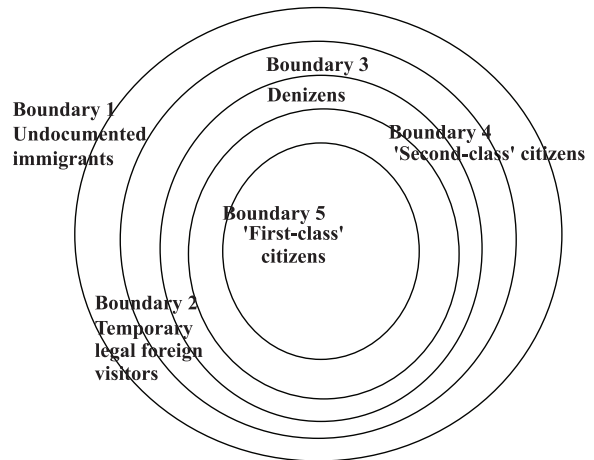 Boundary 3
Denizens
Boundary 1
Undocumented
immigrants
Boundary 4
'Second-class' citizens
Boundary 5
'First-class'
citizens
Boundary 2
Temporary
legal foreign
visitors